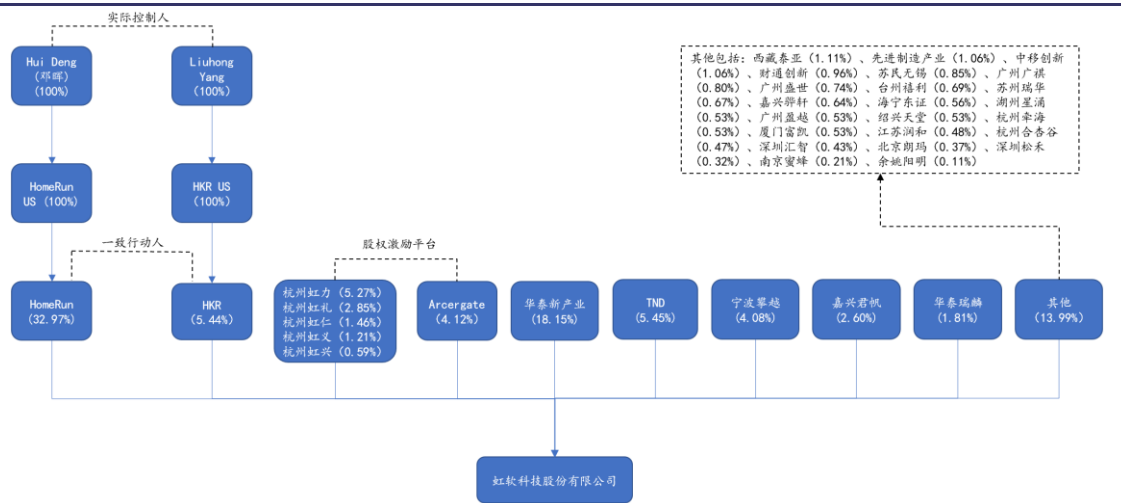 实际控制人
Hui Deng
(邓晖)
(100%)
Liuhong
Yang
(100%)
其他包括：西藏泰亚（1.11%）、先进制造产业（1.06%）、中移创新
（1.06%）、财通创新（0.96%）、苏民无锡（0.85%）、广州广祺
（0.80%）、广州盛世（0.74%）、台州禧利（0.69%）、苏州瑞华
（0.67%）、嘉兴骅轩（0.64%）、海宁东证（0.56%）、湖州星涌
（0.53%）、广州盈越（0.53%）、绍兴天堂（0.53%）、杭州牵海
（0.53%）、厦门富凯（0.53%）、江苏润和（0.48%）、杭州合杏谷
（0.47%）、深圳汇智（0.43%）、北京朗玛（0.37%）、深圳松禾
（0.32%）、南京蜜蜂（0.21%）、余姚阳明（0.11%）
HomeRun
US (100%)
HKR US
(100%)
一致行动人
股权激励平台
HomeRun
(32.97%)
HKR
(5.44%)
杭州虹力（5.27%）
杭州虹礼（2.85%）
杭州虹仁（1.46%）
杭州虹义（1.21%）
杭州虹兴（0.59%）
Arcergate
(4.12%)
华泰新产业
(18.15%)
TND
(5.45%)
宁波攀越
(4.08%)
嘉兴君帆
(2.60%)
华泰瑞麟
(1.81%)
其他
(13.99%)
虹软科技股份有限公司